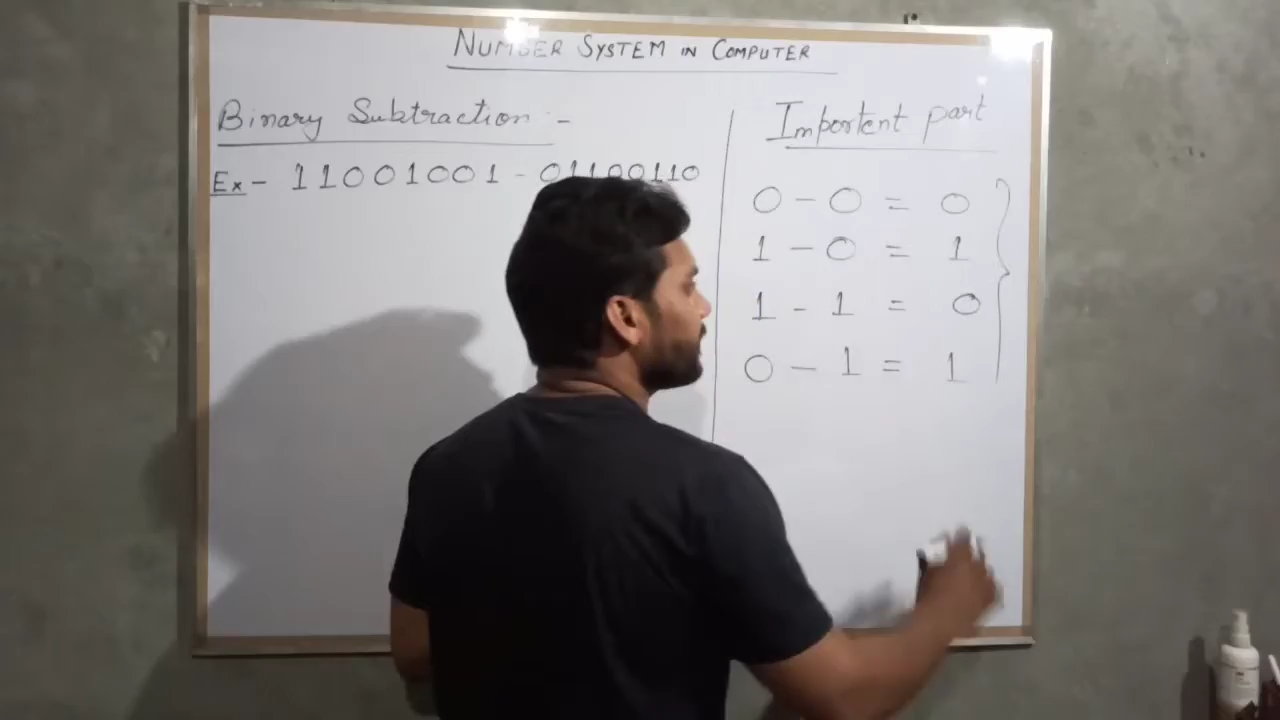 NUMBER SYSTEM IN COMPUTER
Binary Subtraction :-
Ex - 11001001 - 01100110
Importent part
0 - 0 = 0
1 - 0 = 1
1 - 1 = 0
0 - 1 = 1